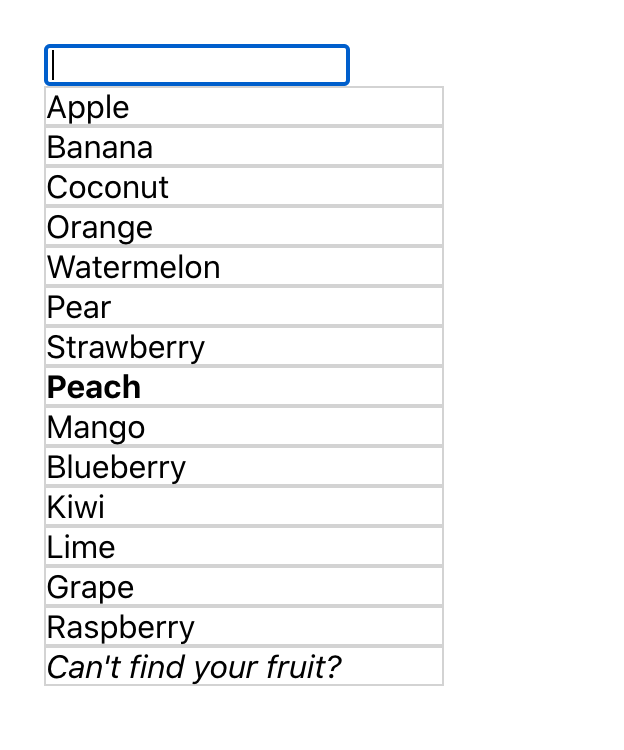 Apple
Banana
Coconut
Orange
Watermelon
Pear
Strawberry
Peach
Mango
Blueberry
Kiwi
Lime
Grape
Raspberry
Can't find your fruit?